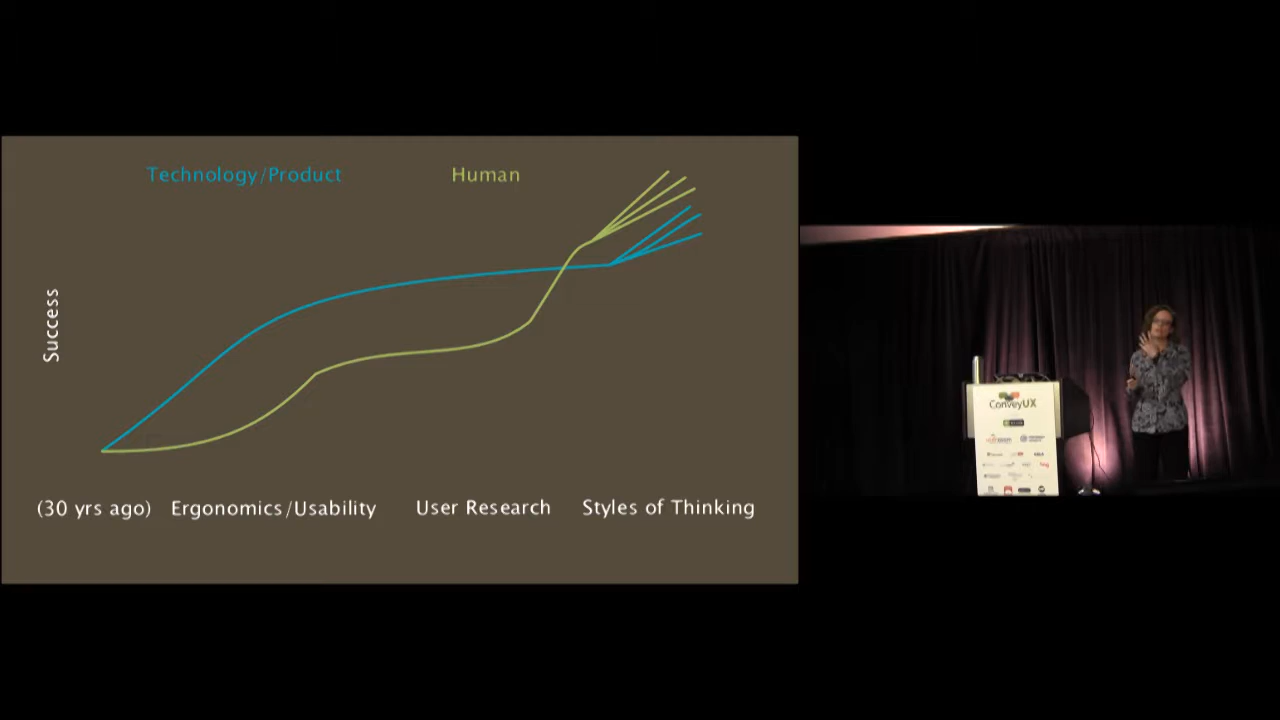 Technology/Product
Human
Success
(30 yrs ago)
Ergonomics/Usability
User Research
Styles of Thinking
ConveyUX